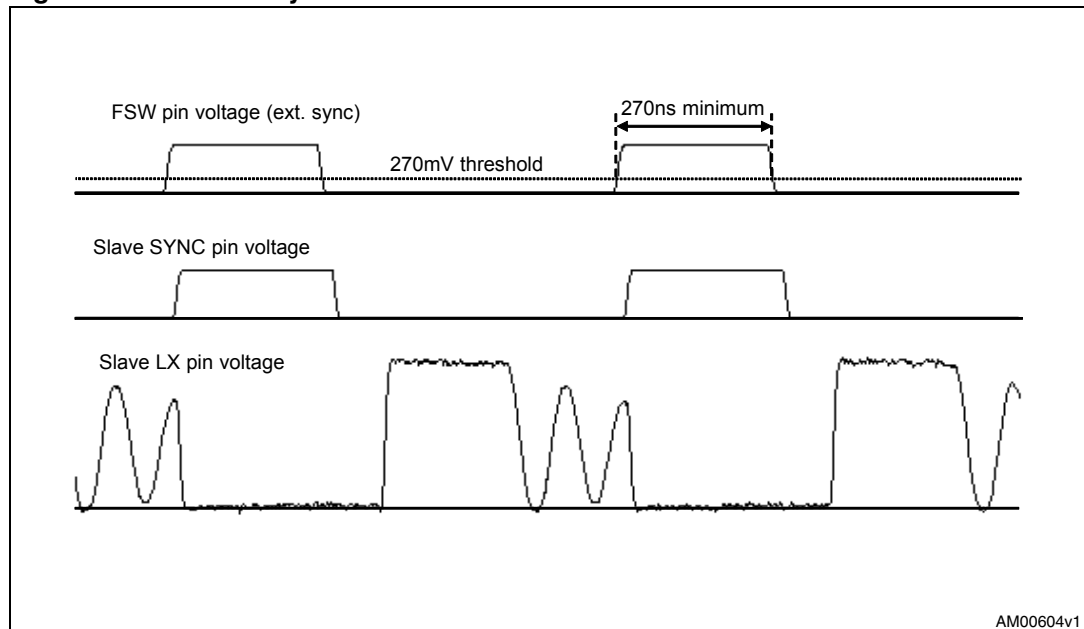 FSW pin voltage (ext. sync)
270ns minimum
270mV threshold
Slave SYNC pin voltage
Slave LX pin voltage
AM00604v1